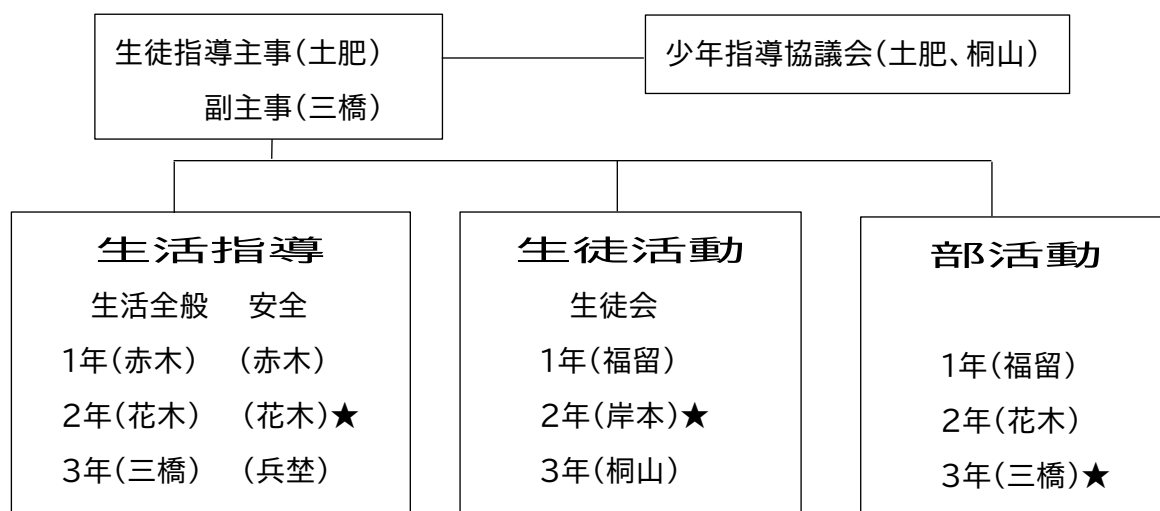 生徒指導主事(土肥)
副主事(三橋)
少年指導協議会(土肥、桐山)
生活指導
生活全般 安全
1年(赤木) (赤木)
2年(花木) (花木)★
3年(三橋) (兵埜)
生徒活動
生徒会
1年(福留)
2年(岸本)★
3年(桐山)
部活動
1年(福留)
2年(花木)
3年(三橋)★